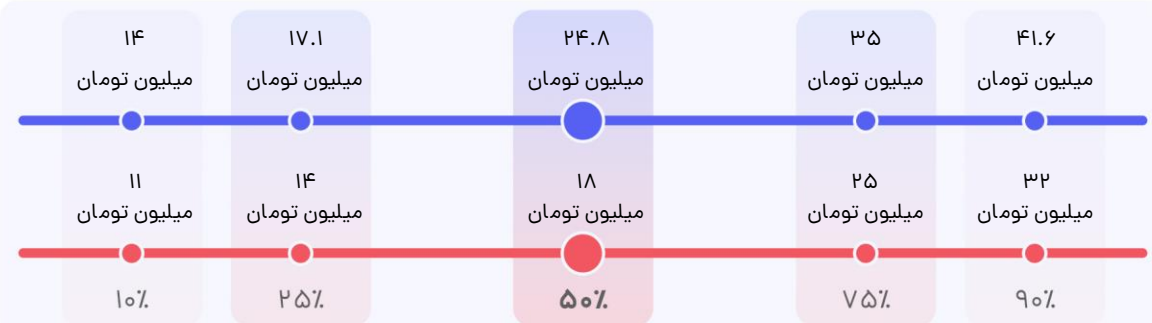 ۱۴ ۱۷.۱ ۲۴.۸ ۳۵ ۴۱.۶
میلیون تومان میلیون تومان میلیون تومان میلیون تومان میلیون تومان
۱۱ ۱۴ ۱۸ ۲۵ ۳۲
میلیون تومان میلیون تومان میلیون تومان میلیون تومان میلیون تومان
۱۰٪ ۲۵٪ ۵۰٪ ۷۵٪ ۹۰٪